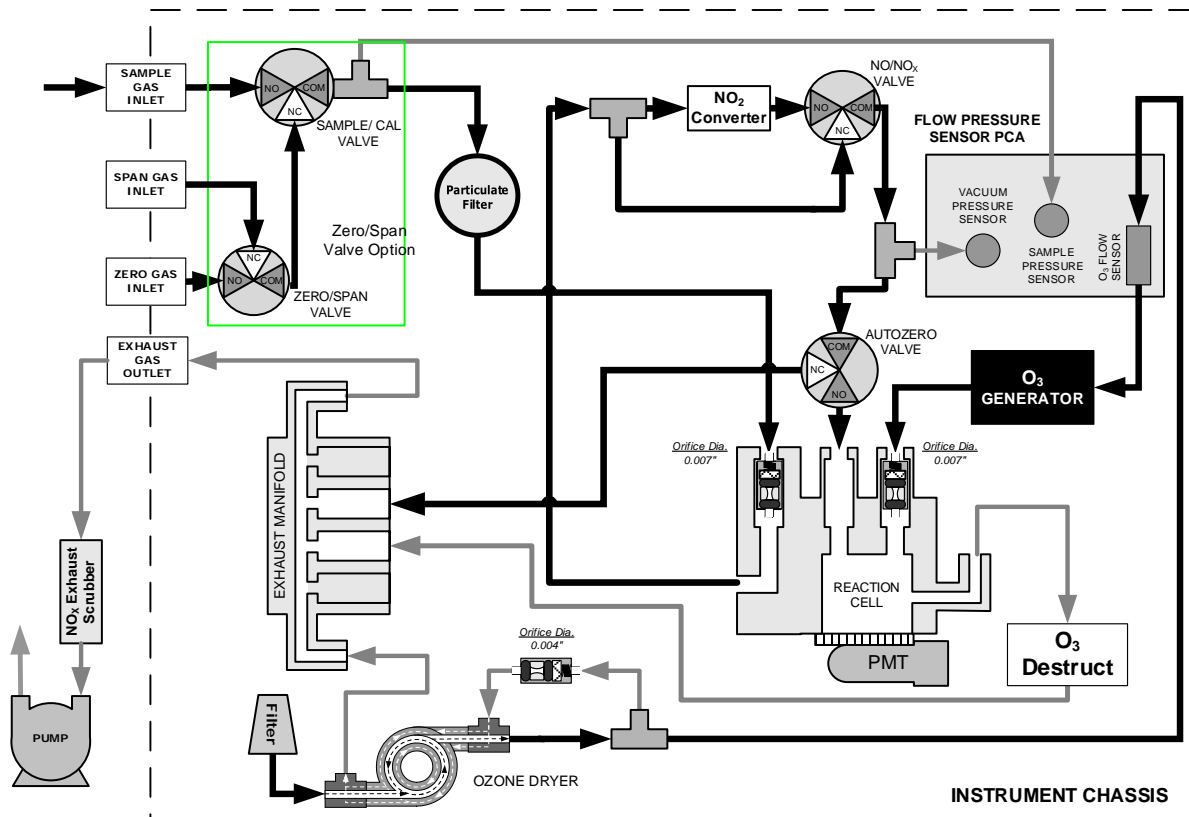 SAMPLE
GAS
INLET
NO
COM
NC
SAMPLE/ CAL
VALVE
SPAN GAS
INLET
NC
NO
COM
Zero/Span
Valve Option
ZERO GAS
INLET
ZERO/SPAN
VALVE
EXHAUST
GAS
OUTLET
Particulate
Filter
NO2
Converter
NO/NOX
VALVE
NO
COM
NC
FLOW PRESSURE
SENSOR PCA
VACUUM
PRESSURE
SENSOR
SAMPLE
PRESSURE
SENSOR
O3 FLOW
SENSOR
AUTOZERO
VALVE
COM
NC
NO
O3
GENERATOR
Orifice Dia.
0.007"
Orifice Dia.
0.007"
EXHAUST MANIFOLD
REACTION
CELL
PMT
NOX Exhaust
Scrubber
O3
Destruct
Orifice Dia.
0.004"
Filter
PUMP
OZONE DRYER
INSTRUMENT CHASSIS